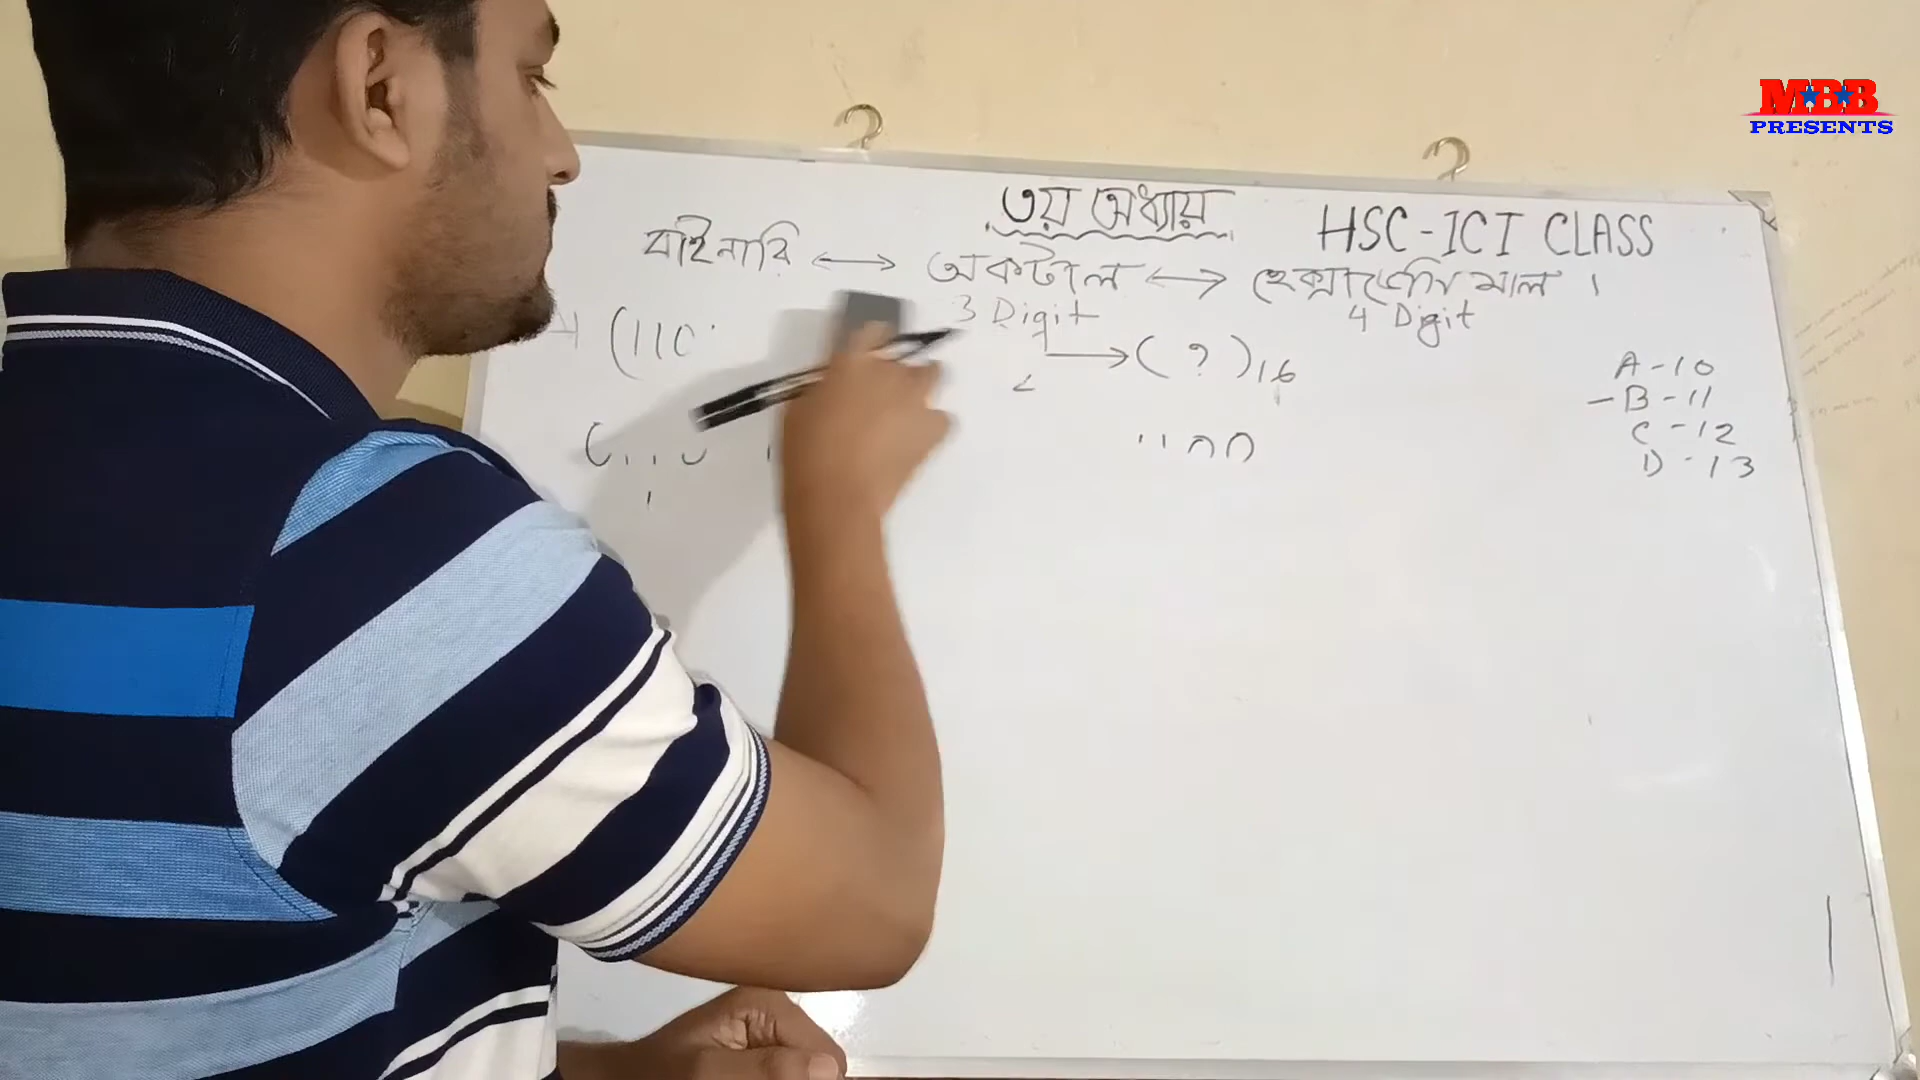 MBB
PRESENTS
৩য় অধ্যায়
HSC-ICT CLASS
বাইনারি ↔ অকটাল ↔ হেক্সাডেসিমাল ।
3 Digit
4 Digit
(110
→ ( ? )16
A - 10
- B - 11
C - 12
D - 13